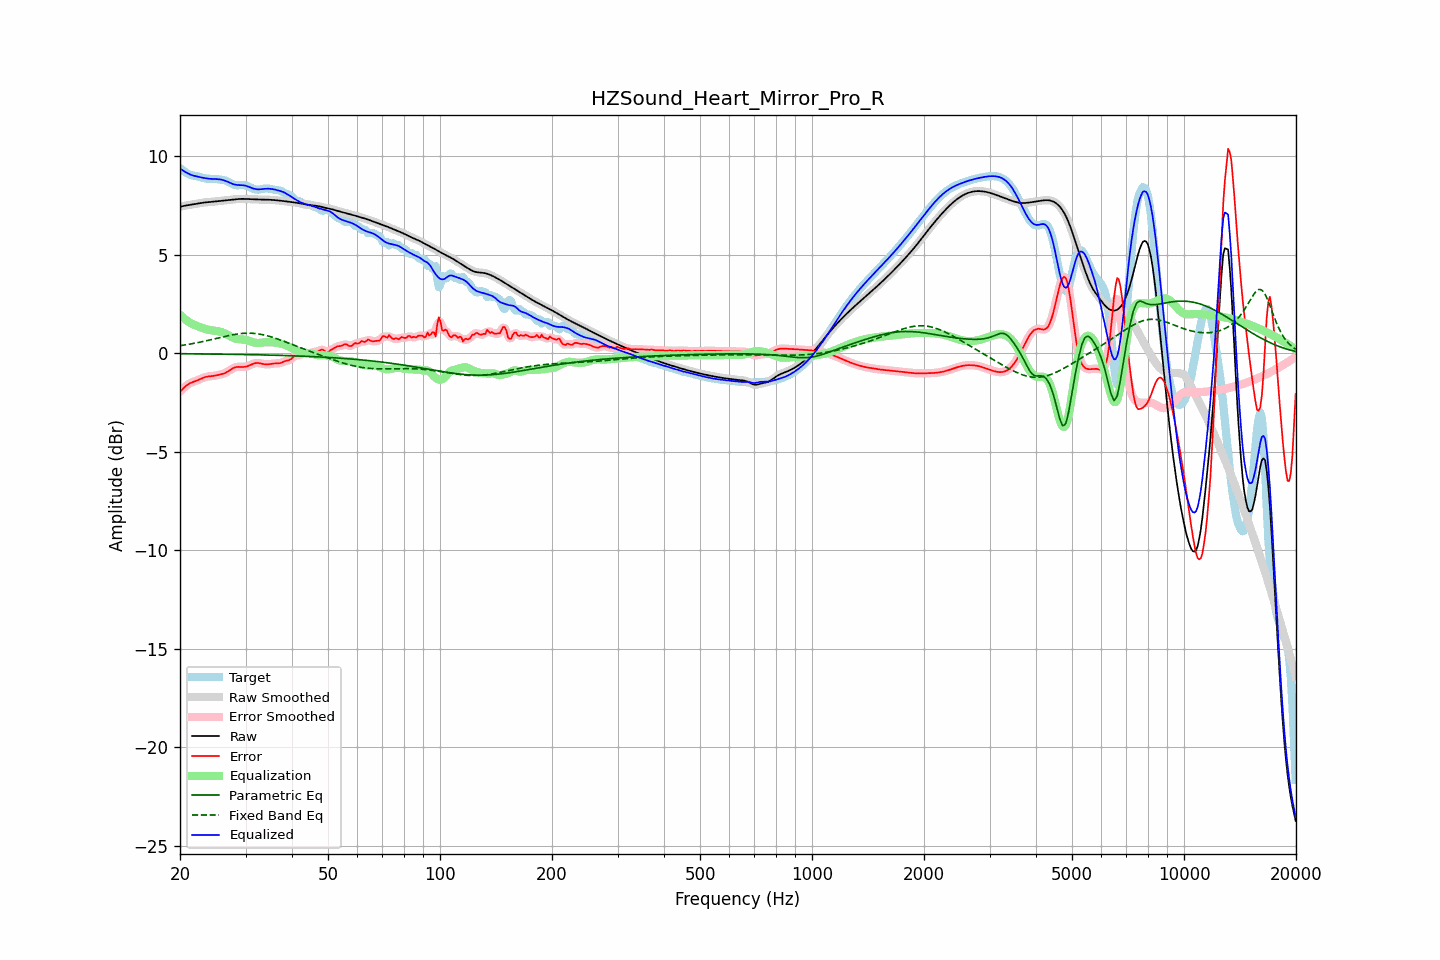 HZSound_Heart_Mirror_Pro_R
Amplitude (dBr)
10
5
0
−5
−10
−15
−20
−25
Target
Raw Smoothed
Error Smoothed
Raw
Error
Equalization
Parametric Eq
Fixed Band Eq
Equalized
20 50 100 200 500 1000 2000 5000 10000 20000
Frequency (Hz)